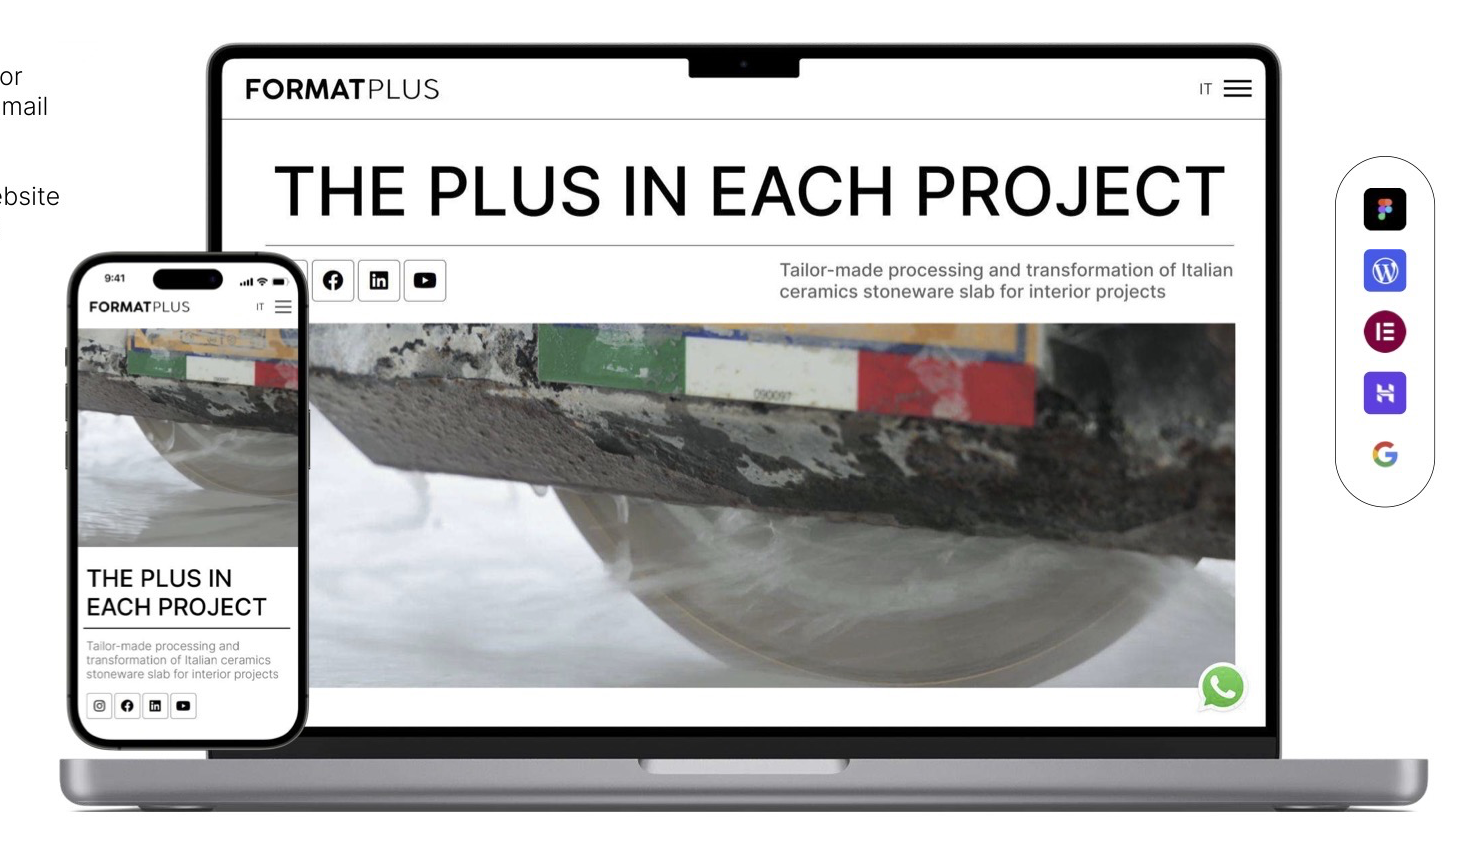 or
mail
ebsite
FORMATPLUS
IT
THE PLUS IN EACH PROJECT
Tailor-made processing and transformation of Italian
ceramics stoneware slab for interior projects
090097
9:41
FORMATPLUS
IT
THE PLUS IN
EACH PROJECT
Tailor-made processing and
transformation of Italian ceramics
stoneware slab for interior projects